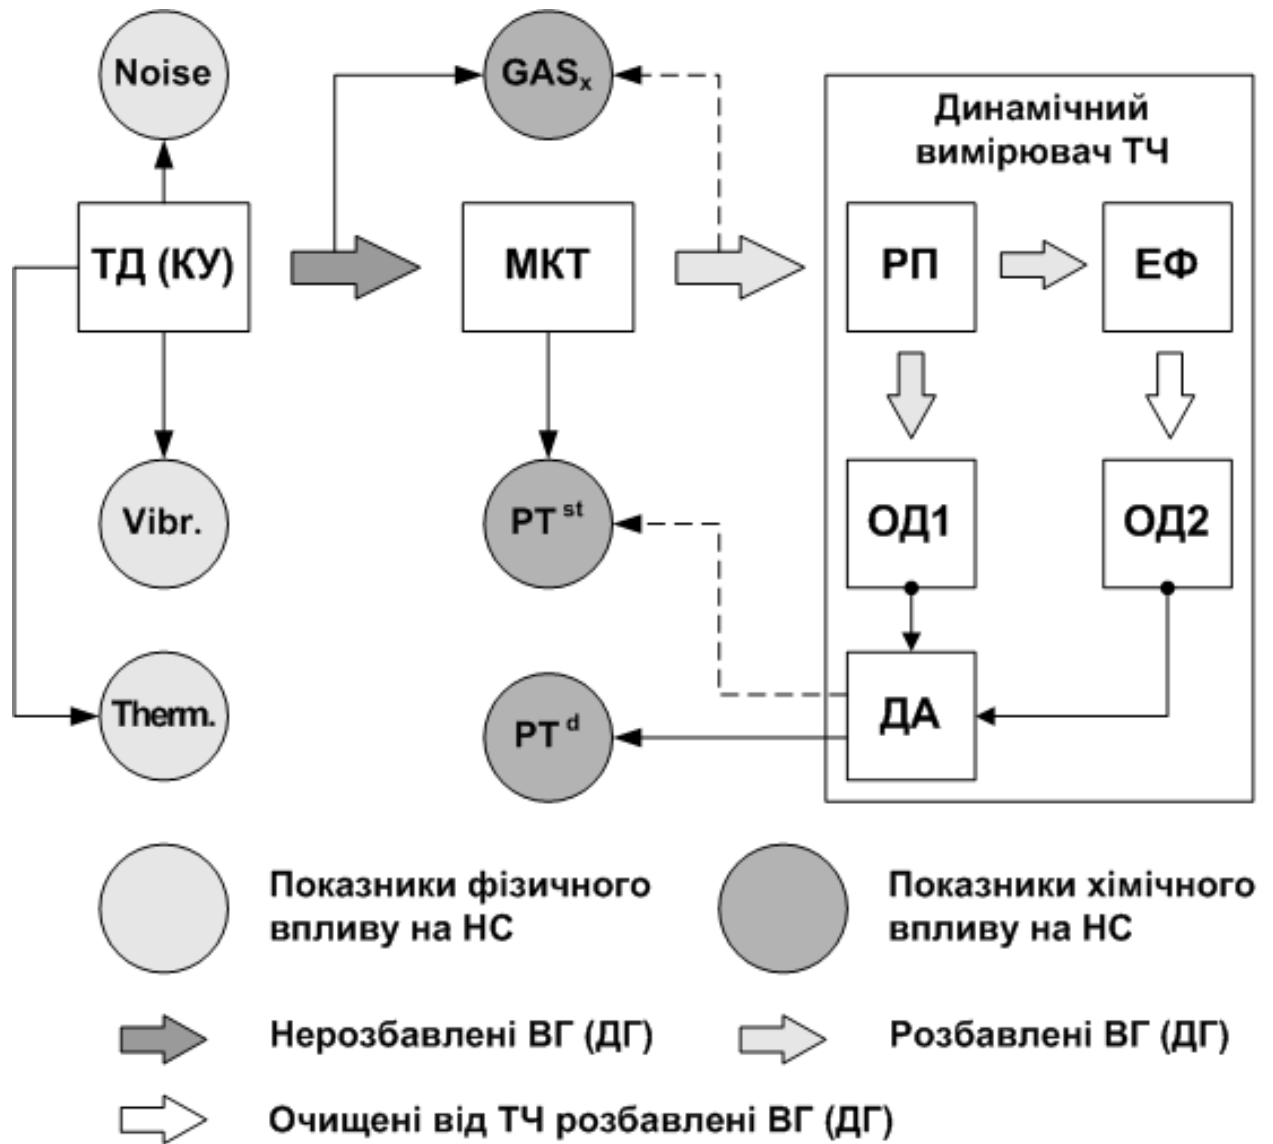 Noise
GASₓ
Динамічний
вимірювач ТЧ
ТД (КУ)
МКТ
РП
ЕФ
Vibr.
PT st
ОД1
ОД2
Therm.
PT d
ДА
Показники фізичного
впливу на НС
Показники хімічного
впливу на НС
Нерозбавлені ВГ (ДГ)
Розбавлені ВГ (ДГ)
Очищені від ТЧ розбавлені ВГ (ДГ)